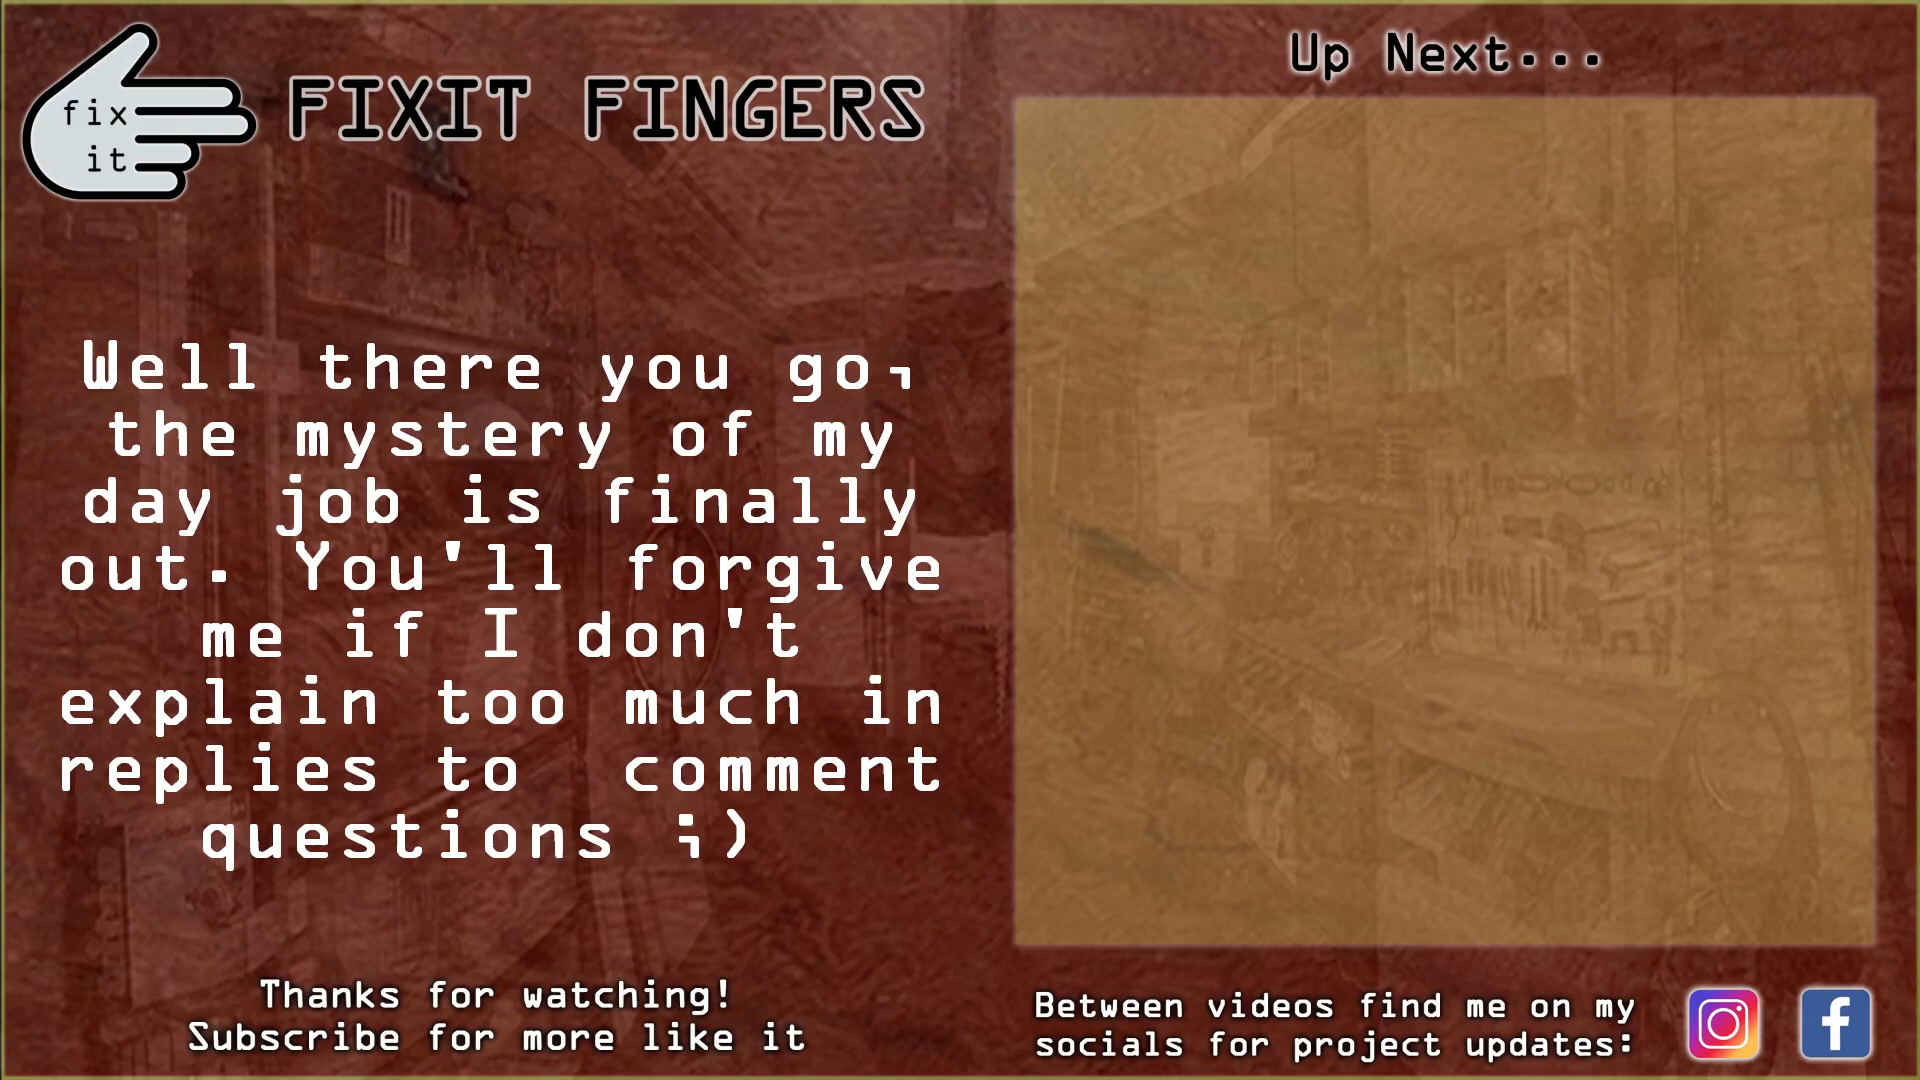 fix
it
FIXIT FINGERS
Up Next...
Well there you go,
the mystery of my
day job is finally
out. You'll forgive
me if I don't
explain too much in
replies to comment
questions ;)
Thanks for watching!
Subscribe for more like it
Between videos find me on my
socials for project updates: